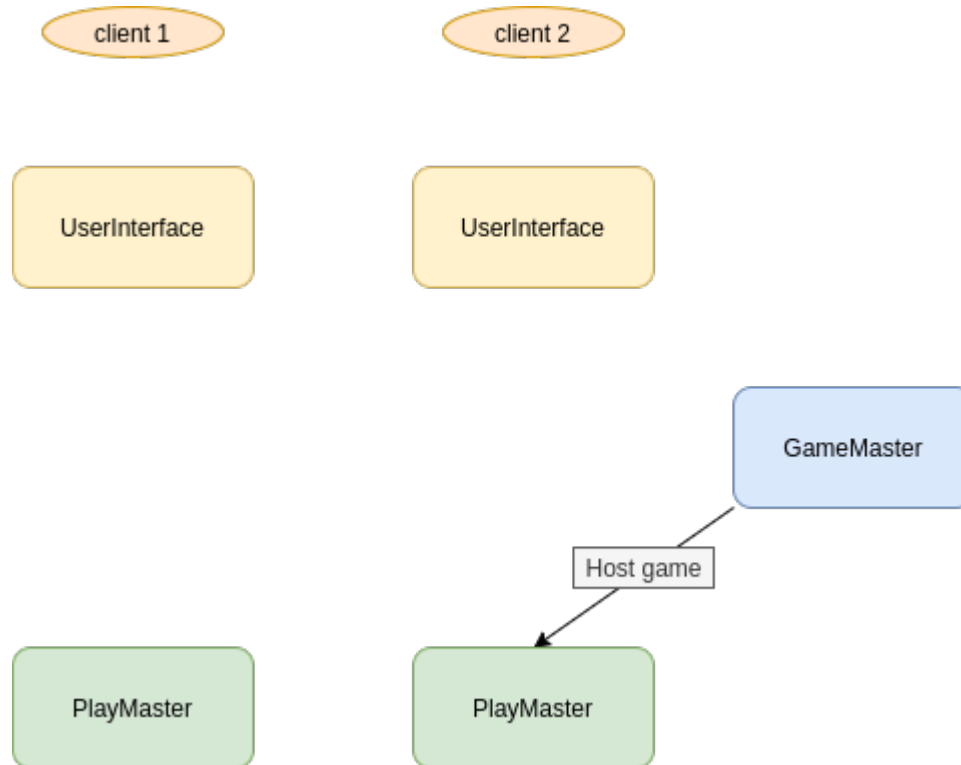 client 1
client 2
UserInterface
UserInterface
GameMaster
Host game
PlayMaster
PlayMaster